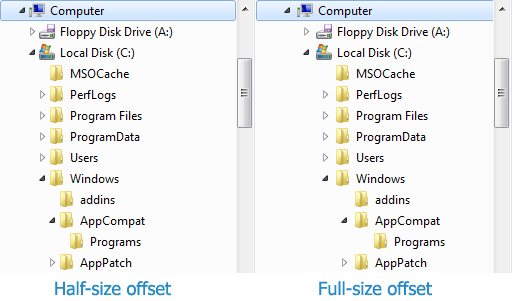 Computer
Floppy Disk Drive (A:)
Local Disk (C:)
MSOCache
PerfLogs
Program Files
ProgramData
Users
Windows
addins
AppCompat
Programs
AppPatch
Half-size offset
Computer
Floppy Disk Drive (A:)
Local Disk (C:)
MSOCache
PerfLogs
Program Files
ProgramData
Users
Windows
addins
AppCompat
Programs
AppPatch
Full-size offset